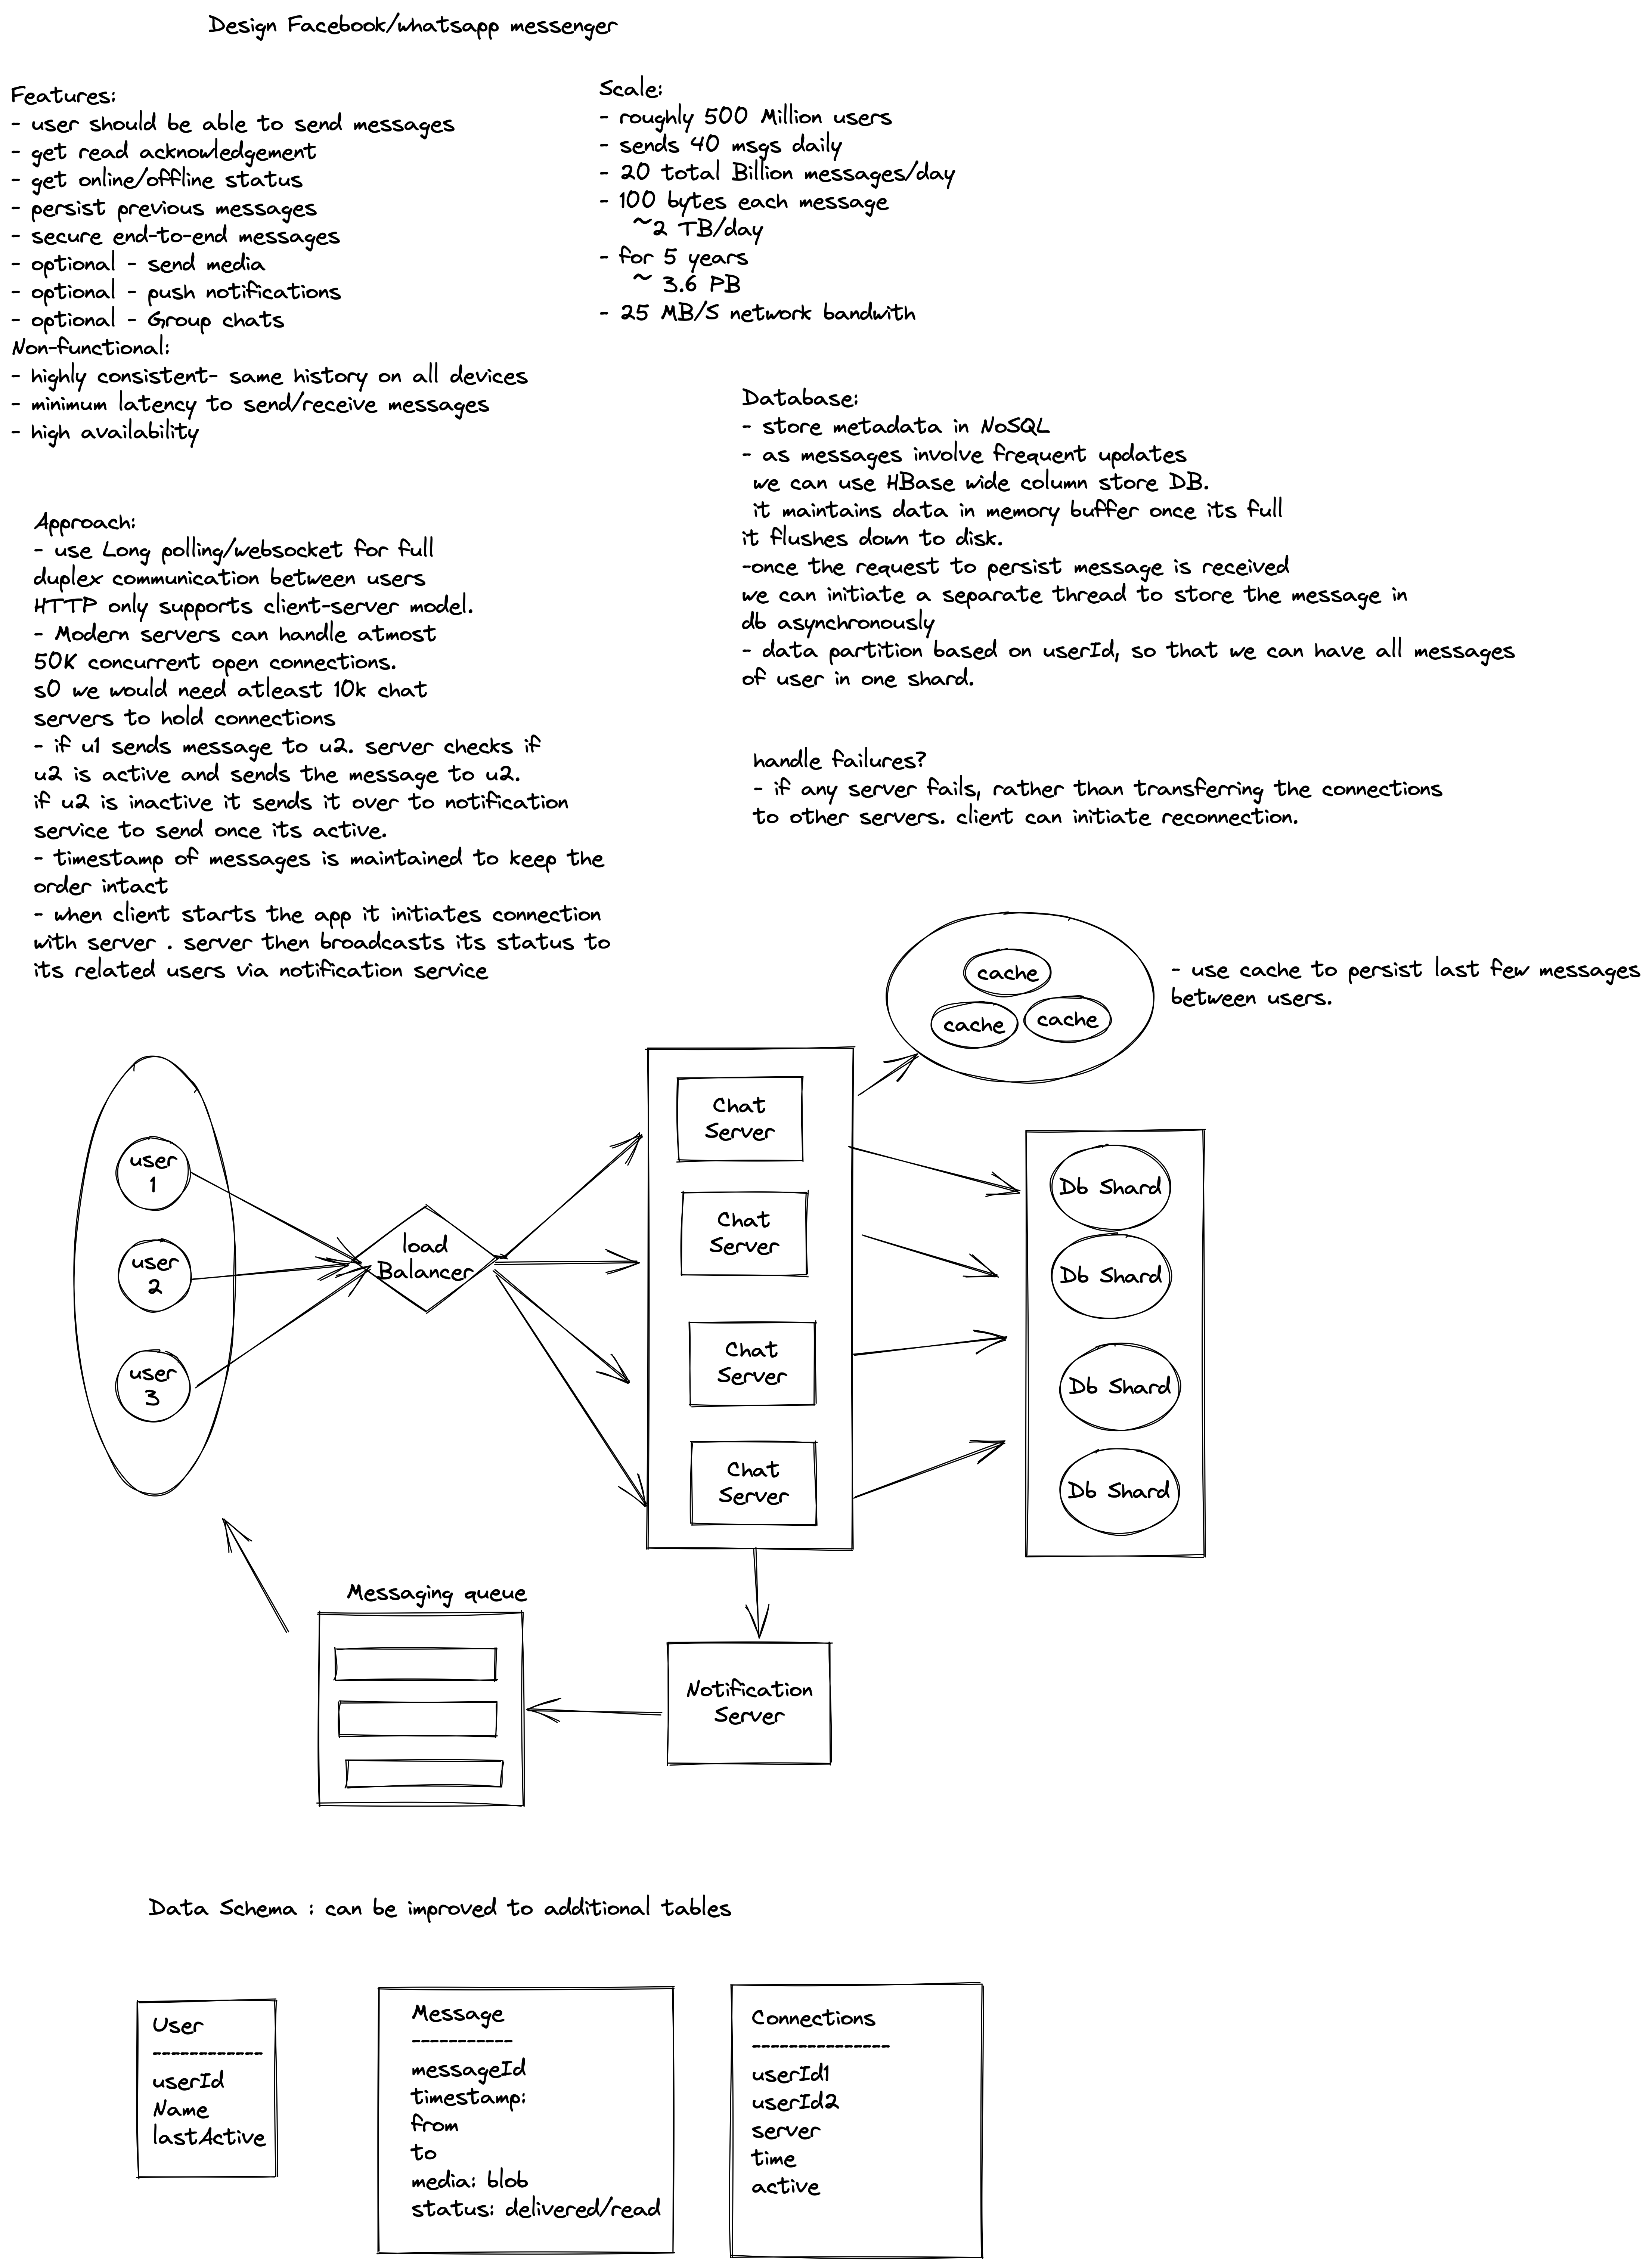 Design Facebook/whatsapp messenger
Features:
- user should be able to send messages
- get read acknowledgement
- get online/offline status
- persist previous messages
- secure end-to-end messages
- optional - send media
- optional - push notifications
- optional - Group chats
Non-functional:
- highly consistent- same history on all devices
- minimum latency to send/receive messages
- high availability
Scale:
- roughly 500 Million users
- sends 40 msgs daily
- 20 total Billion messages/day
- 100 bytes each message
~2 TB/day
- for 5 years
~ 3.6 PB
- 25 MB/S network bandwith
Database:
- store metadata in NoSQL
- as messages involve frequent updates
we can use HBase wide column store DB.
it maintains data in memory buffer once its full
it flushes down to disk.
-once the request to persist message is received
we can initiate a separate thread to store the message in
db asynchronously
- data partition based on userId, so that we can have all messages
of user in one shard.
Approach:
- use Long polling/websocket for full
duplex communication between users
HTTP only supports client-server model.
- Modern servers can handle atmost
50K concurrent open connections.
s0 we would need atleast 10k chat
servers to hold connections
- if u1 sends message to u2. server checks if
u2 is active and sends the message to u2.
if u2 is inactive it sends it over to notification
service to send once its active.
- timestamp of messages is maintained to keep the
order intact
- when client starts the app it initiates connection
with server . server then broadcasts its status to
its related users via notification service
handle failures?
- if any server fails, rather than transferring the connections
to other servers. client can initiate reconnection.
cache
cache
cache
- use cache to persist last few messages
between users.
user
1
user
2
user
3
load
Balancer
Chat
Server
Chat
Server
Chat
Server
Chat
Server
Db Shard
Db Shard
Db Shard
Db Shard
Messaging queue
Notification
Server
Data Schema : can be improved to additional tables
User
------------
userId
Name
lastActive
Message
-----------
messageId
timestamp:
from
to
media: blob
status: delivered/read
Connections
---------------
userId1
userId2
server
time
active